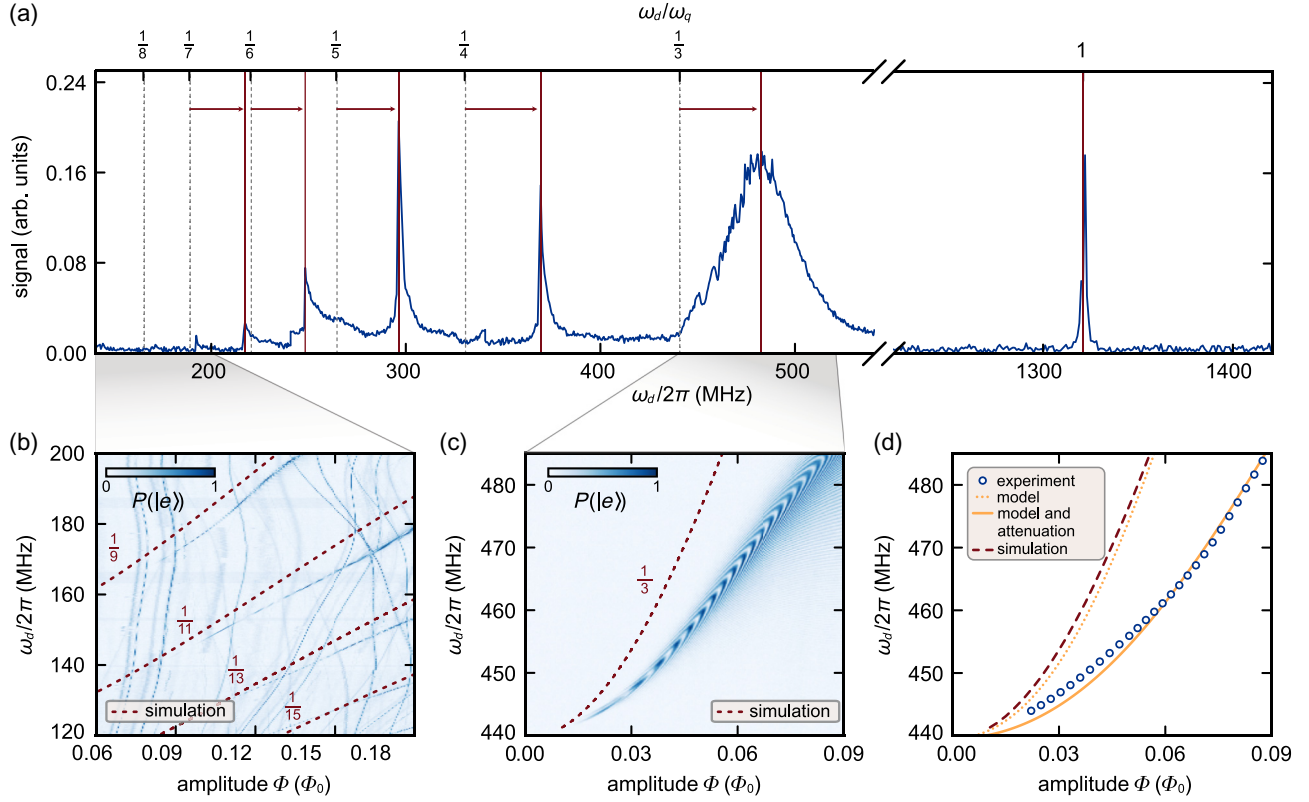 (a)
ω_d/ω_q
1/8 1/7 1/6 1/5 1/4 1/3 1
signal (arb. units)
0.24
0.16
0.08
0.00
200 300 400 500 1300 1400
ω_d/2π (MHz)
(b)
ω_d/2π (MHz)
200
180
160
140
120
0 1
P(|e⟩)
1/9
1/11
1/13
1/15
simulation
0.06 0.09 0.12 0.15 0.18
amplitude Φ (Φ₀)
(c)
ω_d/2π (MHz)
480
470
460
450
440
0 1
P(|e⟩)
1/3
simulation
0.00 0.03 0.06 0.09
amplitude Φ (Φ₀)
(d)
ω_d/2π (MHz)
480
470
460
450
440
experiment
model
model and
attenuation
simulation
0.00 0.03 0.06 0.09
amplitude Φ (Φ₀)